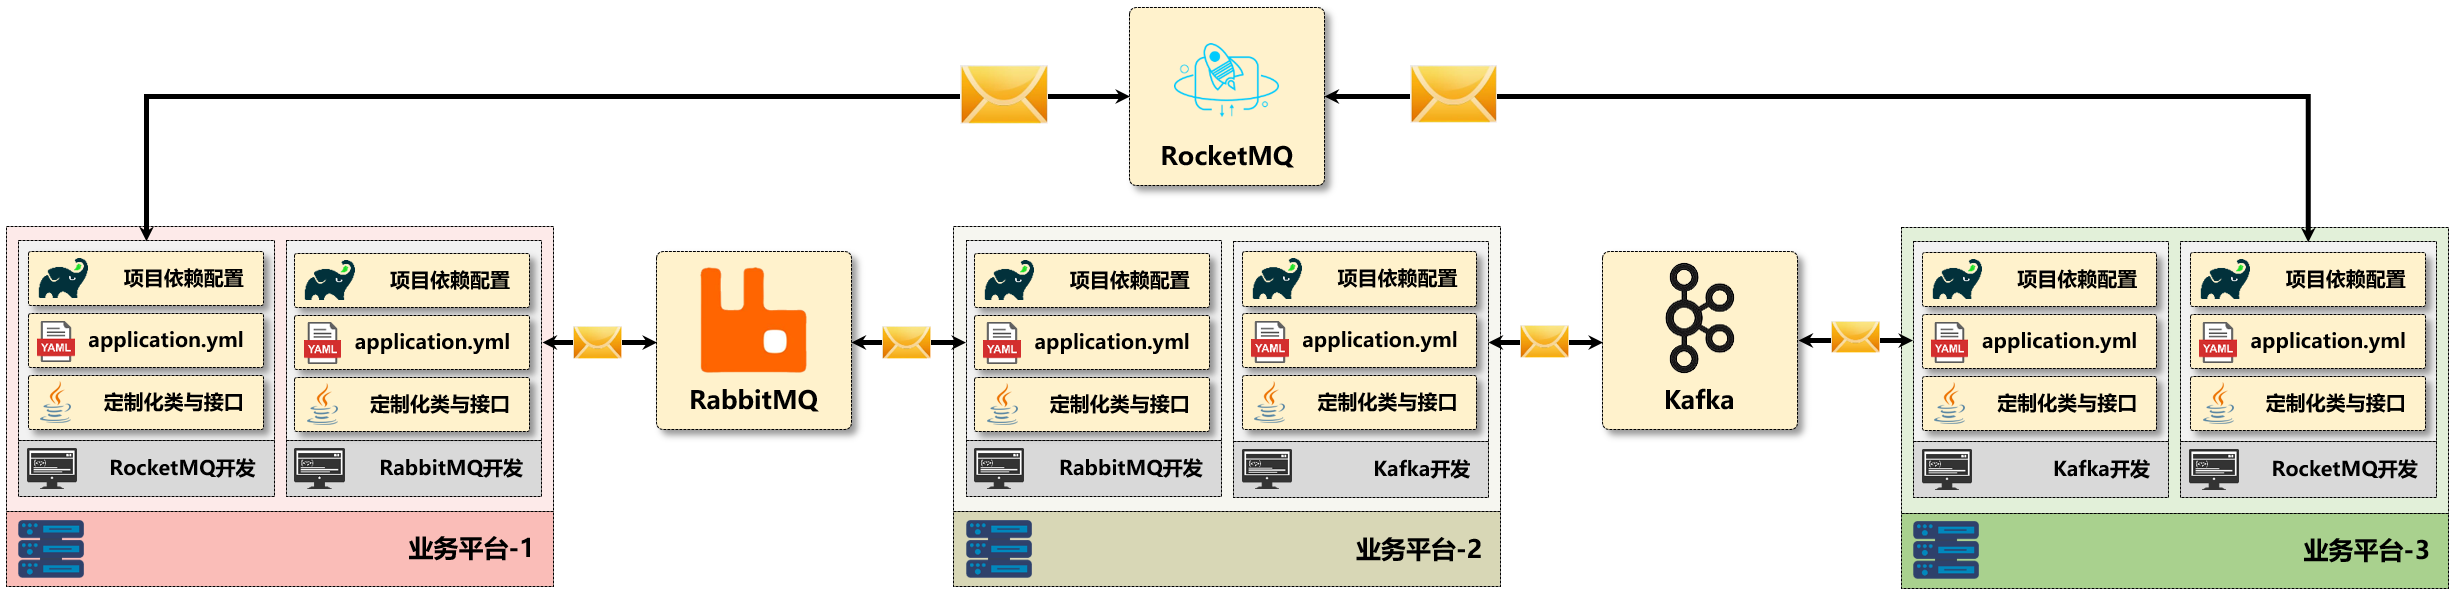 RocketMQ
项目依赖配置
YAML
application.yml
定制化类与接口
RocketMQ开发
项目依赖配置
YAML
application.yml
定制化类与接口
RabbitMQ开发
业务平台-1
RabbitMQ
项目依赖配置
YAML
application.yml
定制化类与接口
RabbitMQ开发
项目依赖配置
YAML
application.yml
定制化类与接口
Kafka开发
业务平台-2
Kafka
项目依赖配置
YAML
application.yml
定制化类与接口
Kafka开发
项目依赖配置
YAML
application.yml
定制化类与接口
RocketMQ开发
业务平台-3